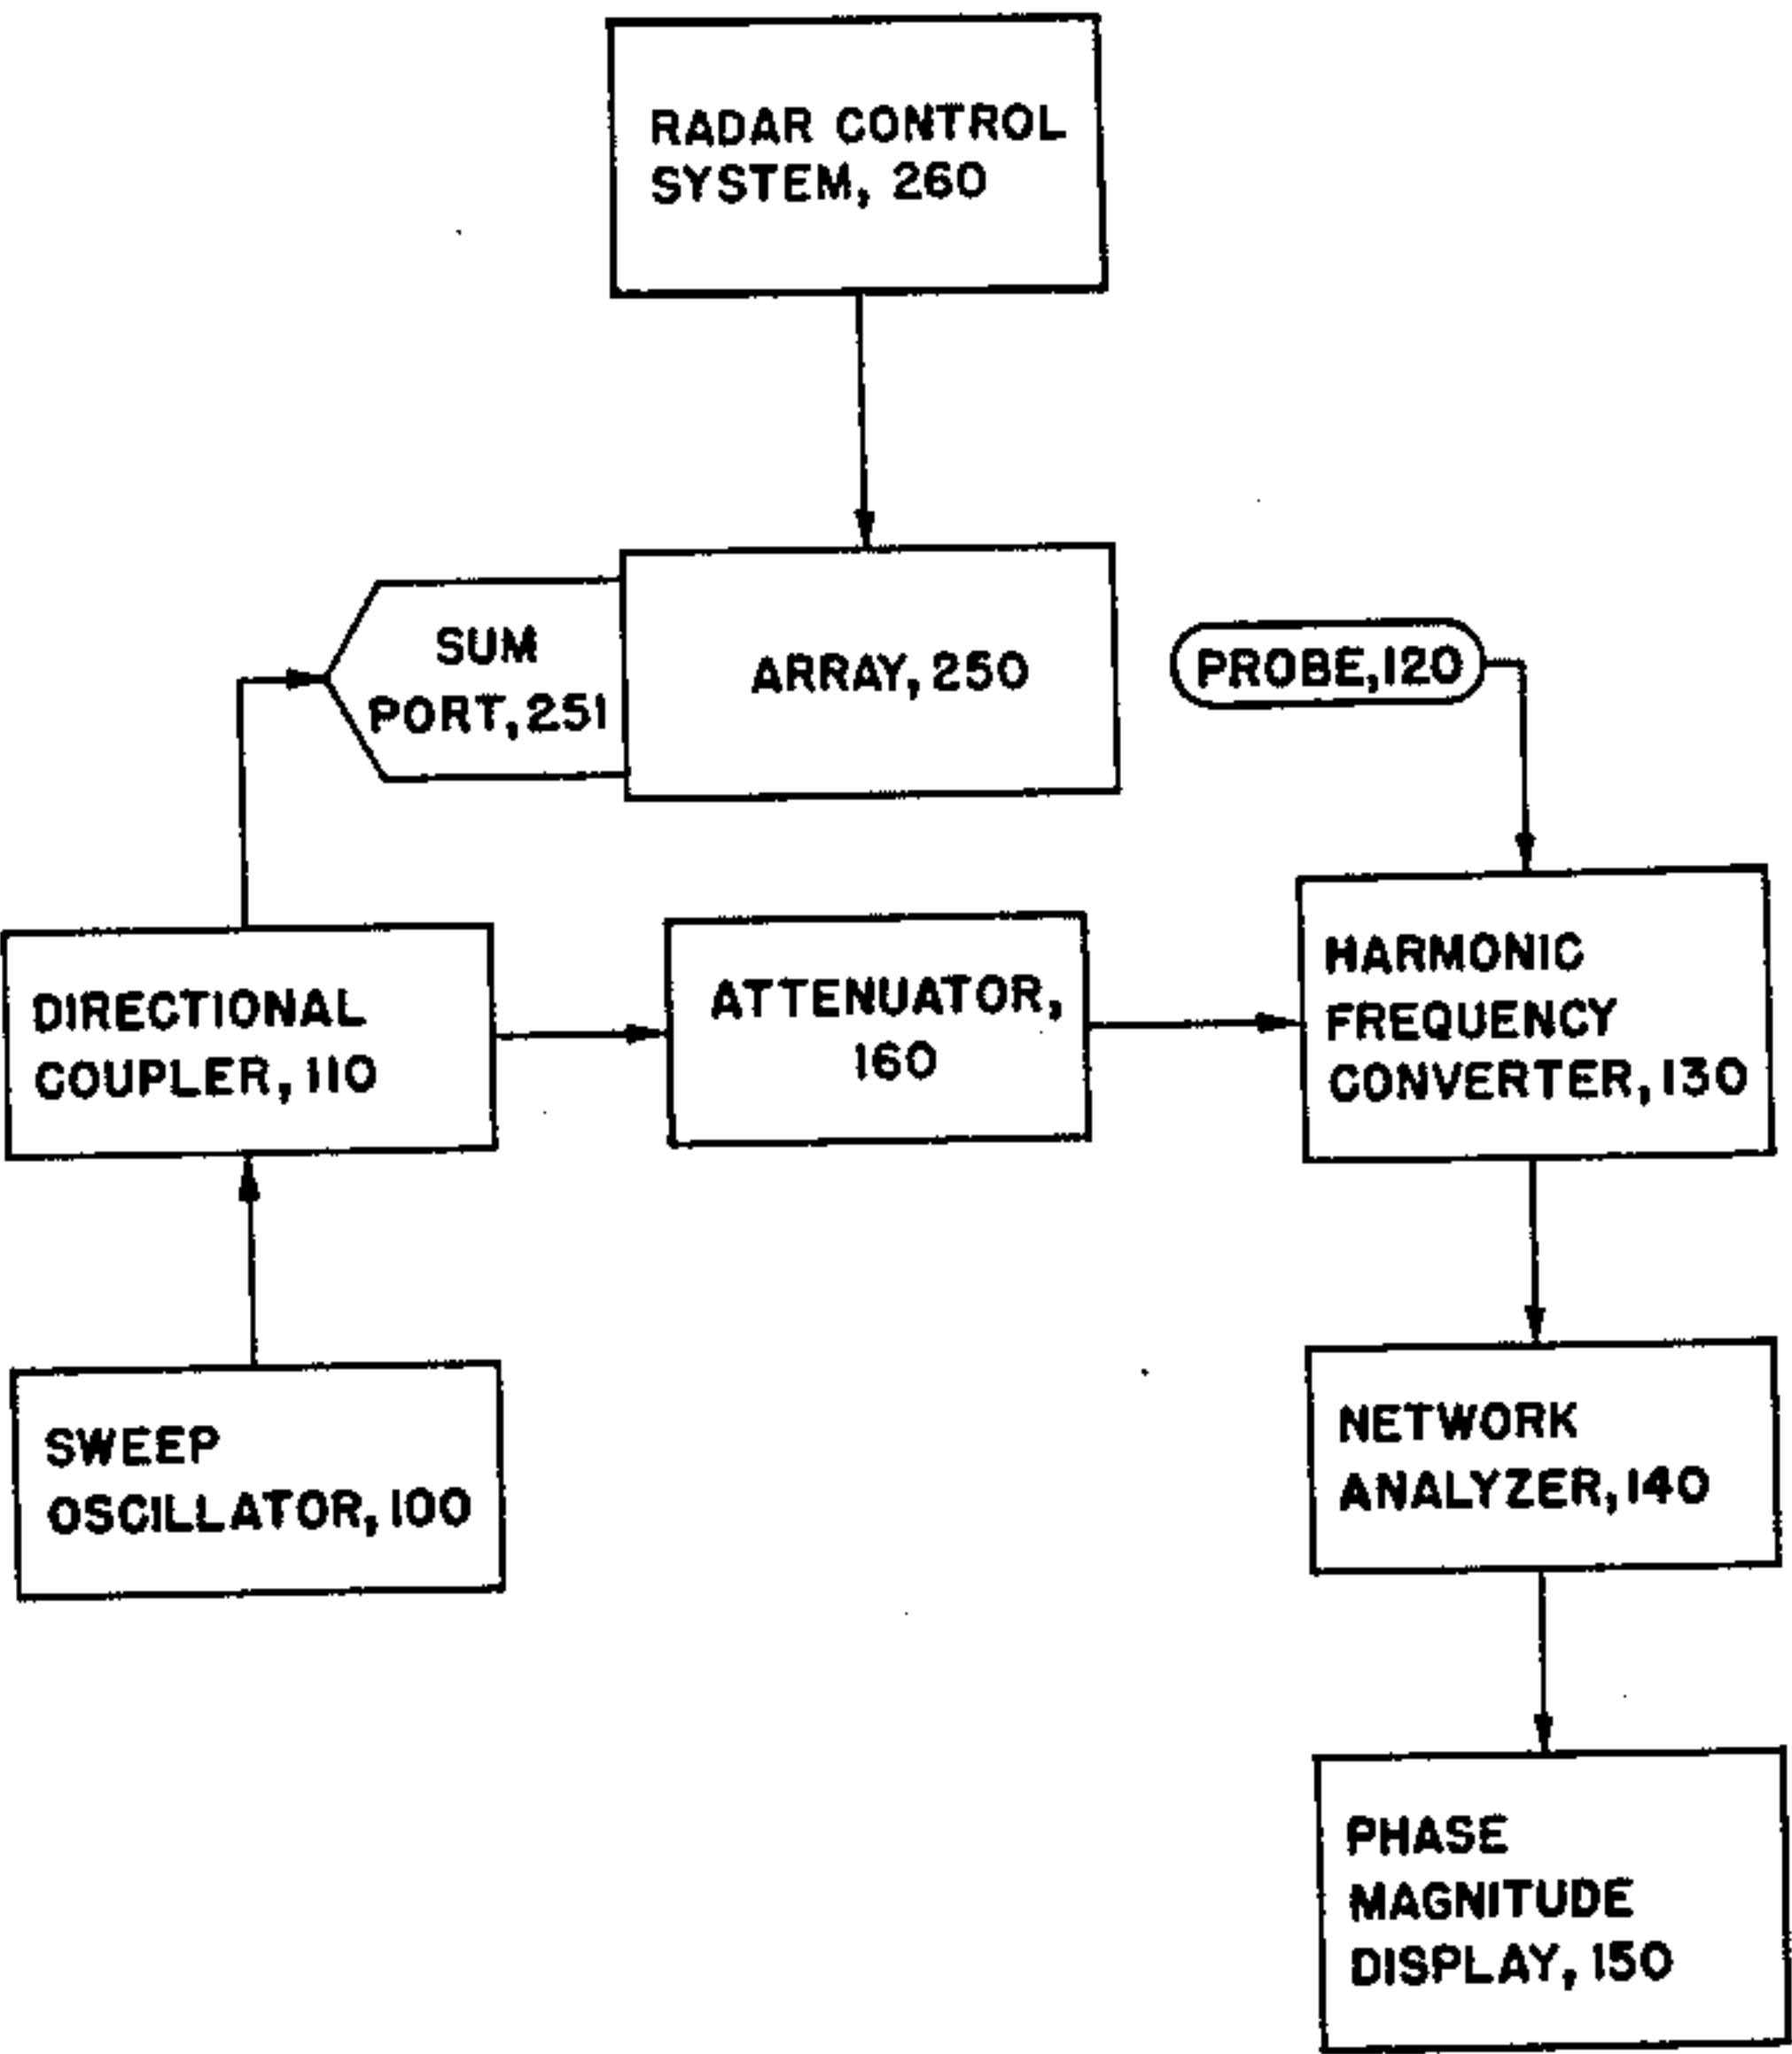 RADAR CONTROL
SYSTEM, 260
SUM
PORT,251
ARRAY, 250
PROBE,120
DIRECTIONAL
COUPLER, 110
ATTENUATOR,
160
HARMONIC
FREQUENCY
CONVERTER, 130
SWEEP
OSCILLATOR, 100
NETWORK
ANALYZER, 140
PHASE
MAGNITUDE
DISPLAY, 150